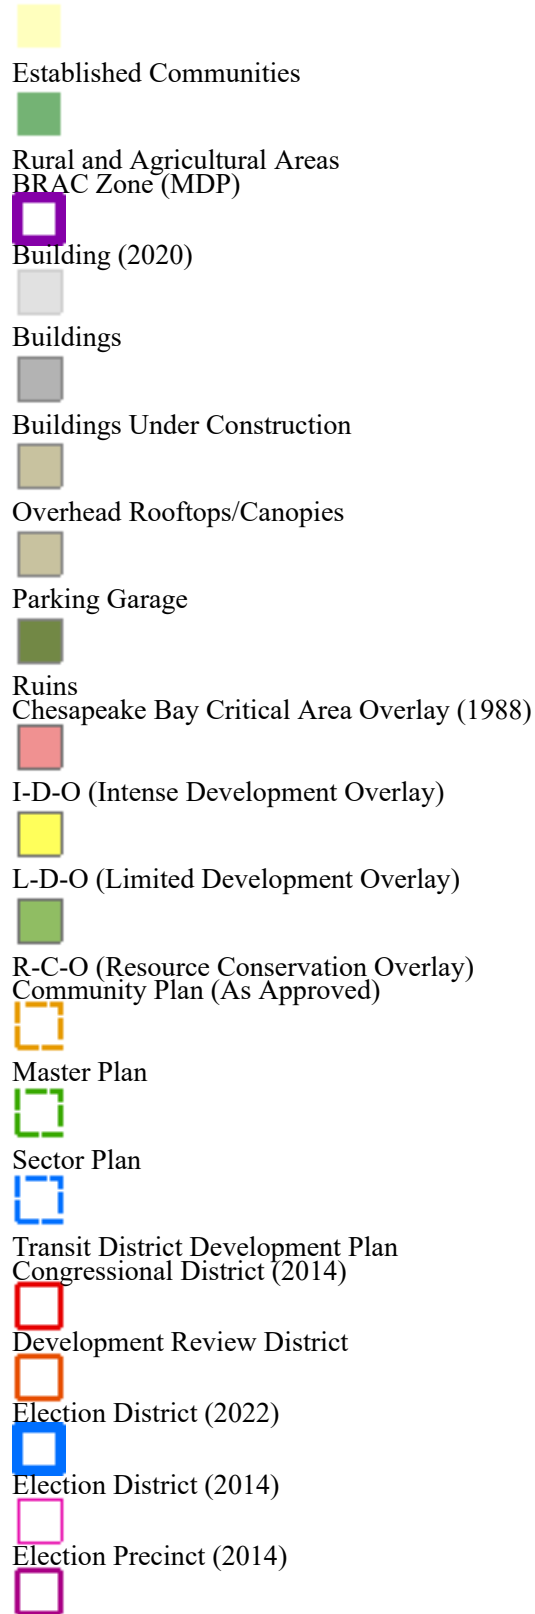 Established Communities
Rural and Agricultural Areas
BRAC Zone (MDP)
Building (2020)
Buildings
Buildings Under Construction
Overhead Rooftops/Canopies
Parking Garage
Ruins
Chesapeake Bay Critical Area Overlay (1988)
I-D-O (Intense Development Overlay)
L-D-O (Limited Development Overlay)
R-C-O (Resource Conservation Overlay)
Community Plan (As Approved)
Master Plan
Sector Plan
Transit District Development Plan
Congressional District (2014)
Development Review District
Election District (2022)
Election District (2014)
Election Precinct (2014)